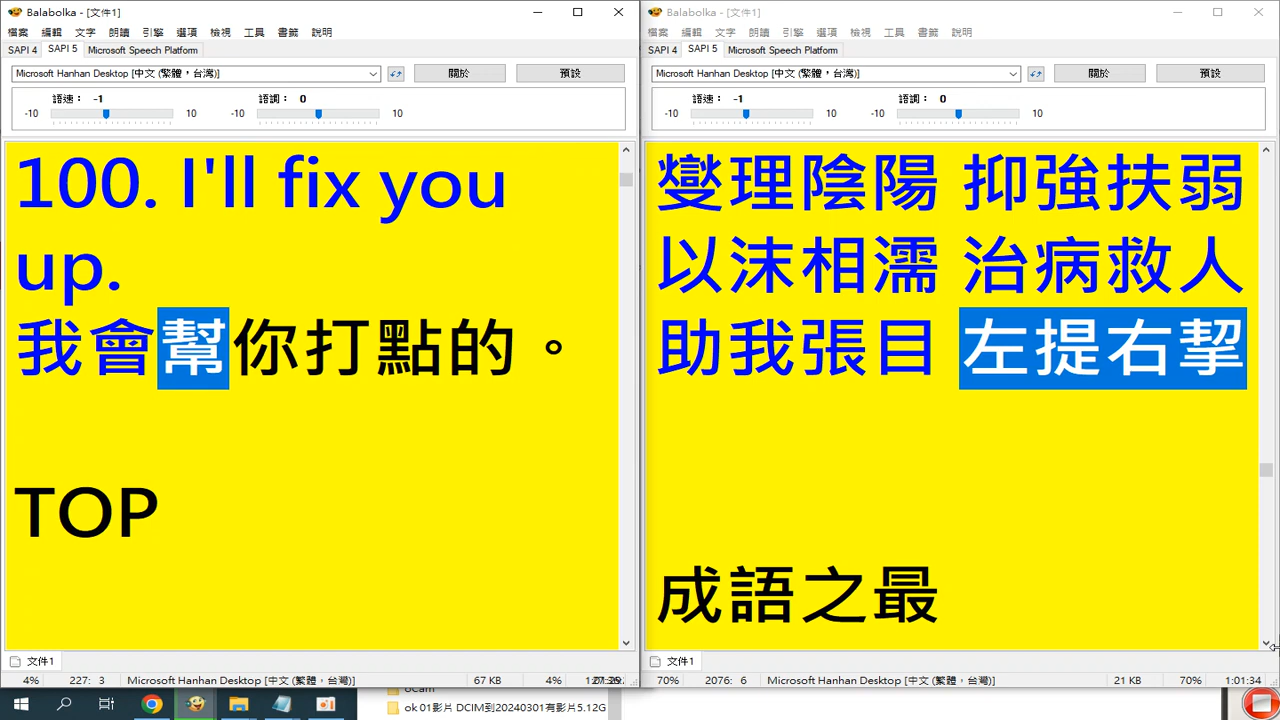 Balabolka - [文件1]
檔案 編輯 文字 朗讀 引擎 選項 檢視 工具 書籤 說明
SAPI 4 SAPI 5 Microsoft Speech Platform
Microsoft Hanhan Desktop [中文 (繁體，台灣)]
關於 預設
語速： -1 語調： 0
-10 10 -10 10
100. I'll fix you
up.
我會幫你打點的。
TOP
文件1
4% 227: 3 Microsoft Hanhan Desktop [中文 (繁體，台灣)] 67 KB 4%
Balabolka - [文件1]
檔案 編輯 文字 朗讀 引擎 選項 檢視 工具 書籤 說明
SAPI 4 SAPI 5 Microsoft Speech Platform
Microsoft Hanhan Desktop [中文 (繁體，台灣)]
關於 預設
語速： -1 語調： 0
-10 10 -10 10
燮理陰陽 抑強扶弱
以沫相濡 治病救人
助我張目 左提右挈
成語之最
文件1
70% 2076: 6 Microsoft Hanhan Desktop [中文 (繁體，台灣)] 21 KB 70% 1:01:34
ok 01影片 DCIM到20240301有影片5.12G